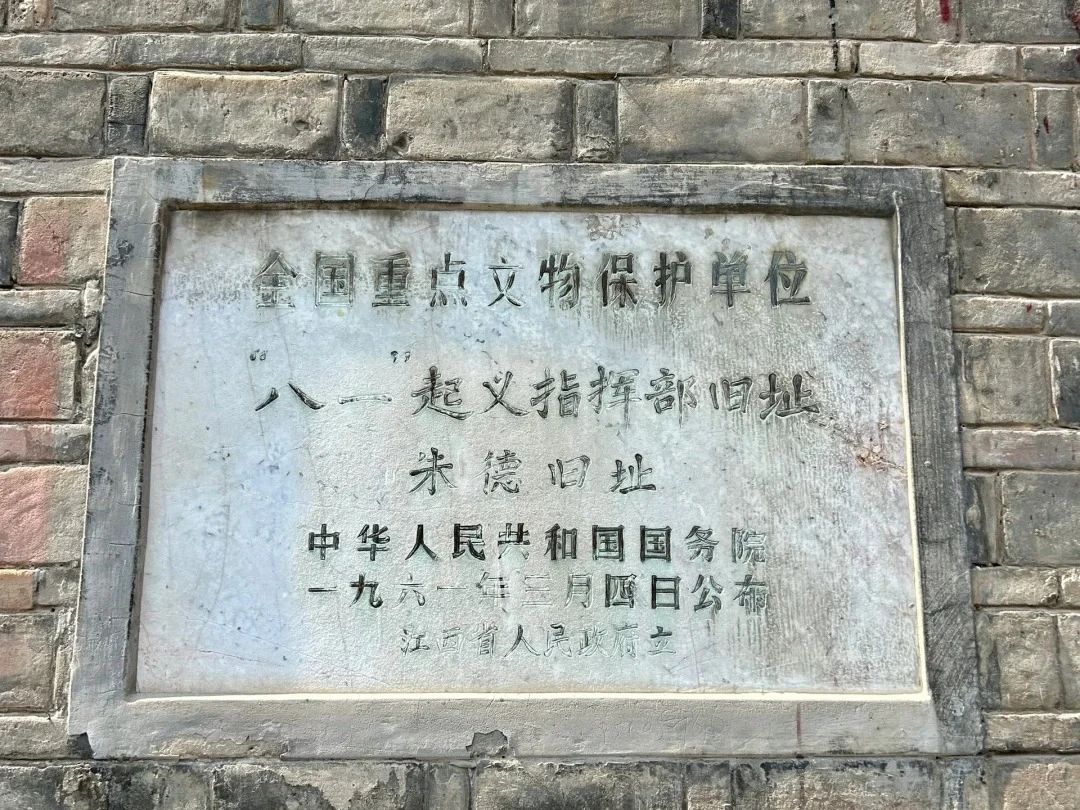 全国重点文物保护单位
“八一”起义指挥部旧址
朱德旧址
中华人民共和国国务院
一九六一年三月四日公布
江西省人民政府立